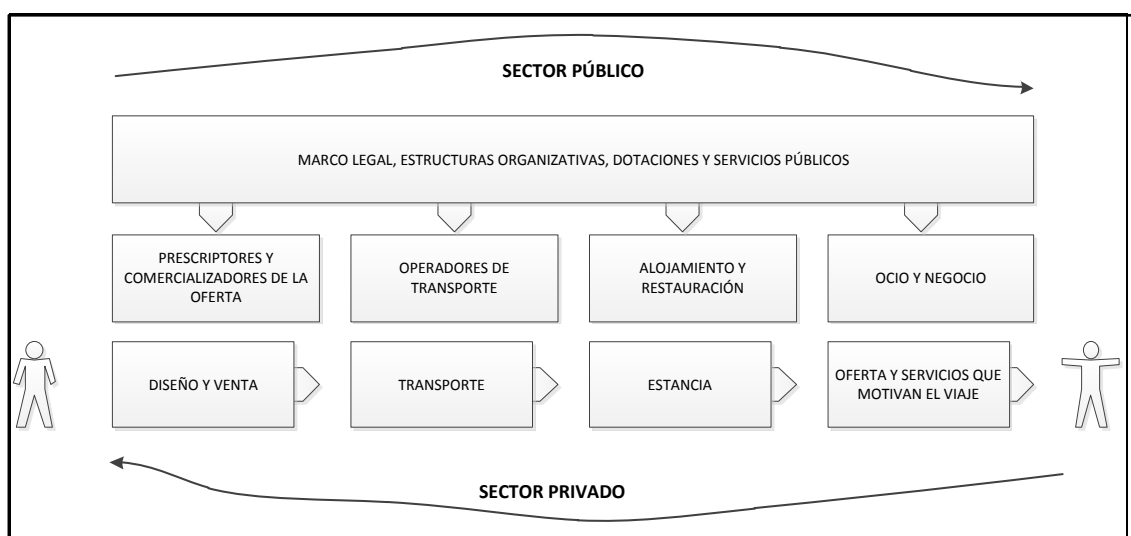 SECTOR PÚBLICO
MARCO LEGAL, ESTRUCTURAS ORGANIZATIVAS, DOTACIONES Y SERVICIOS PÚBLICOS
PRESCRIPTORES Y
COMERCIALIZADORES DE LA
OFERTA
OPERADORES DE
TRANSPORTE
ALOJAMIENTO Y
RESTAURACIÓN
OCIO Y NEGOCIO
DISEÑO Y VENTA
TRANSPORTE
ESTANCIA
OFERTA Y SERVICIOS QUE
MOTIVAN EL VIAJE
SECTOR PRIVADO